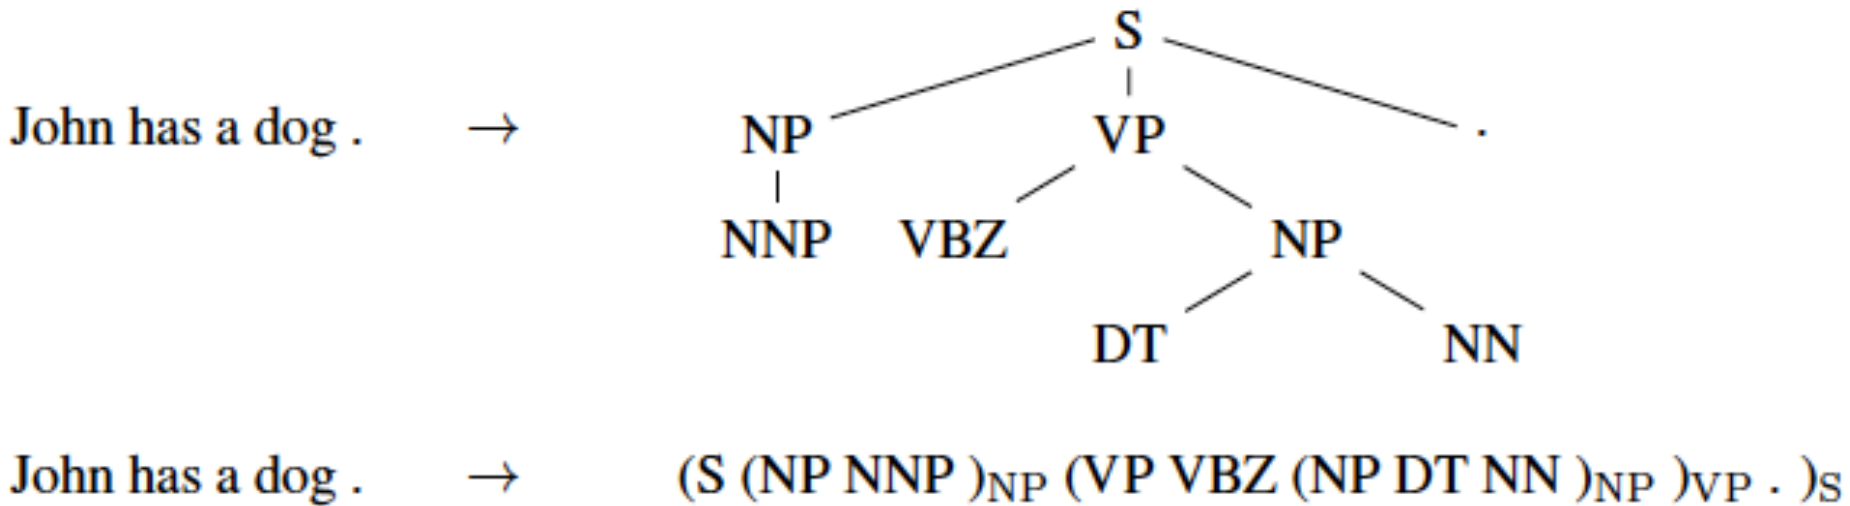 S
John has a dog . → NP VP .
NNP VBZ NP
DT NN
John has a dog . → (S (NP NNP )NP (VP VBZ (NP DT NN )NP )VP . )S